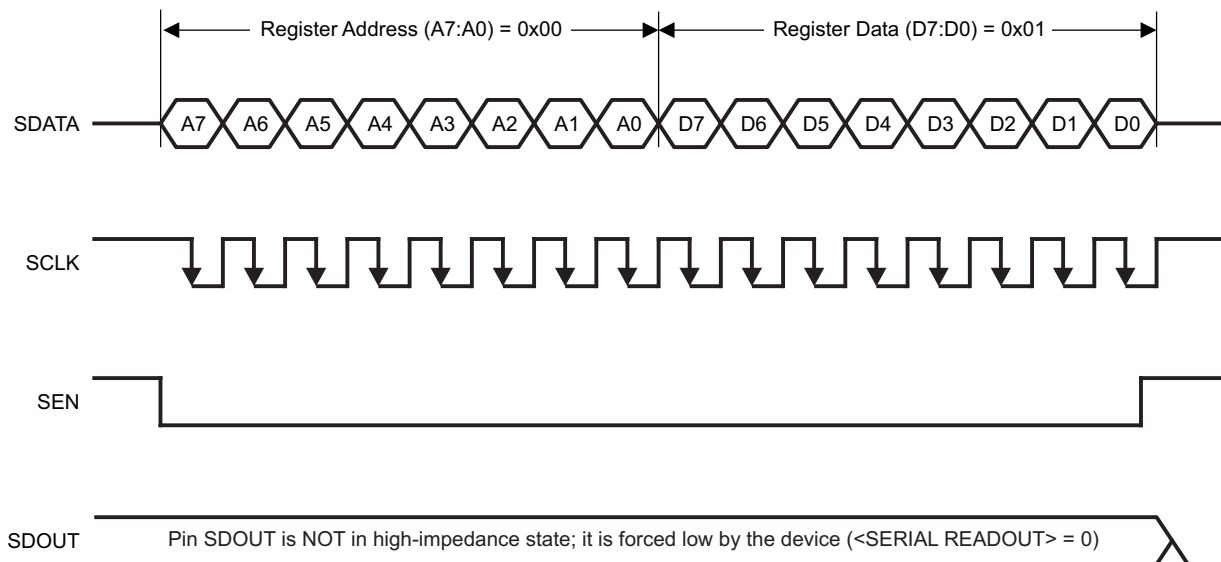 Register Address (A7:A0) = 0x00 Register Data (D7:D0) = 0x01
SDATA A7 A6 A5 A4 A3 A2 A1 A0 D7 D6 D5 D4 D3 D2 D1 D0
SCLK
SEN
SDOUT Pin SDOUT is NOT in high-impedance state; it is forced low by the device (<SERIAL READOUT> = 0)